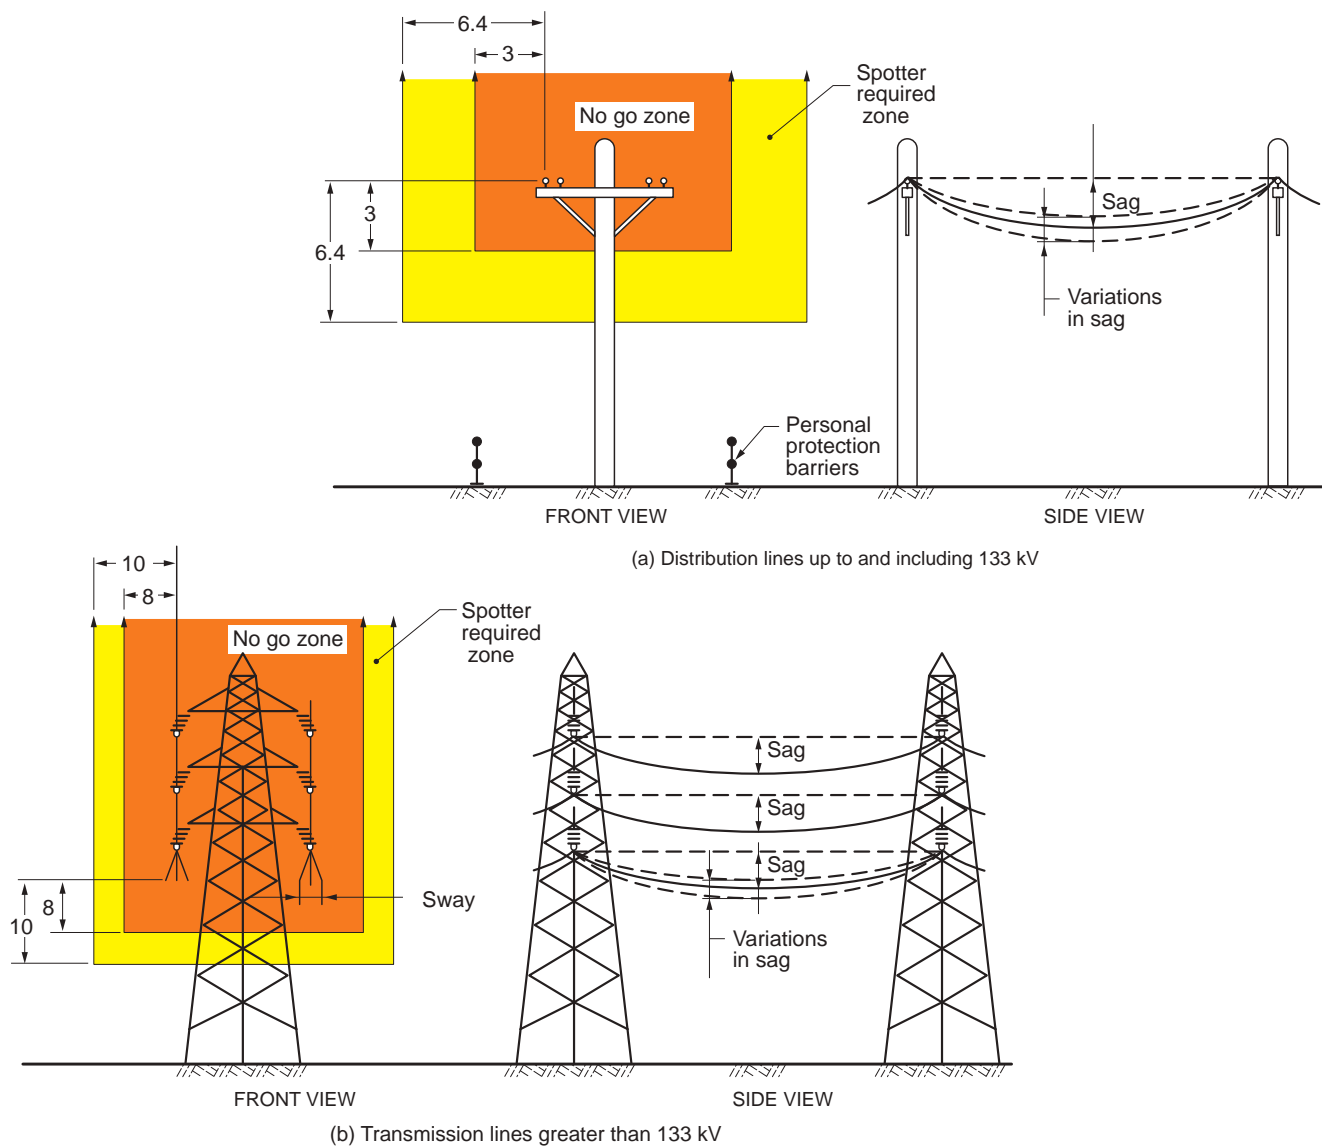 6.4
3
No go zone
Spotter
required
zone
3
6.4
Sag
Variations
in sag
Personal
protection
barriers
FRONT VIEW
SIDE VIEW
(a) Distribution lines up to and including 133 kV
10
8
No go zone
Spotter
required
zone
Sag
Sag
Sag
8
10
Sway
Variations
in sag
FRONT VIEW
SIDE VIEW
(b) Transmission lines greater than 133 kV